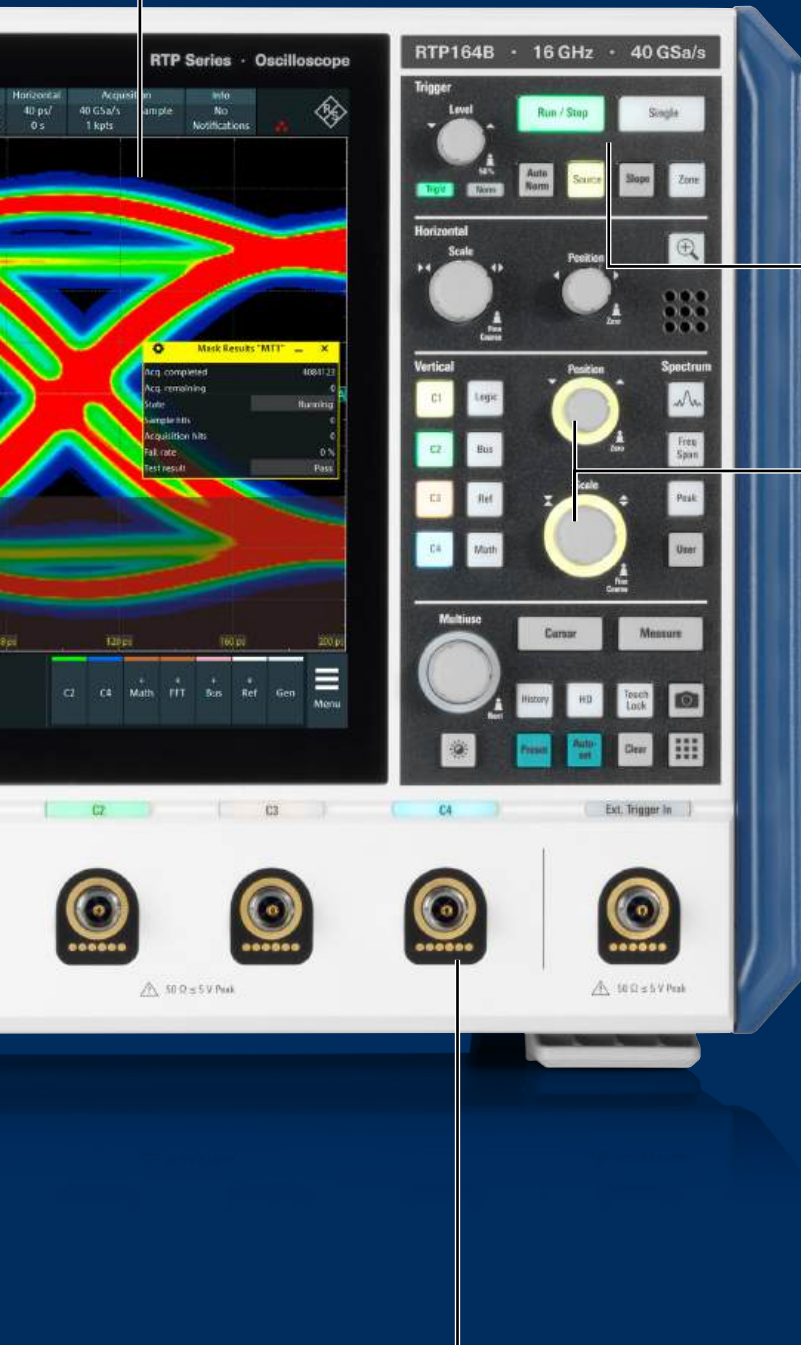 RTP Series · Oscilloscope
RTP164B · 16 GHz · 40 GSa/s
Horizontal
40 ps/
0 s
Acquisition
40 GSa/s Sample
1 kpts
Info
No
Notifications
R S
Mask Results "MT1"
Acq. completed 4084123
Acq. remaining 0
State Running
Sample hits 0
Acquisition hits 0
Fail rate 0 %
Test result Pass
120 ps
160 ps
200 ps
C2
C4
+ Math
+ FFT
+ Bus
+ Ref
Gen
Menu
Trigger
Level
50%
Trig'd
Norm
Run / Stop
Single
Auto
Norm
Source
Slope
Zone
Horizontal
Scale
Fine
Coarse
Position
Zero
Vertical
C1
Logic
C2
Bus
C3
Ref
C4
Math
Position
Zero
Scale
Fine
Coarse
Spectrum
Freq
Span
Peak
User
Multiuse
Next
Cursor
Measure
History
HD
Touch
Lock
Preset
Auto-
set
Clear
C2
C3
C4
Ext. Trigger In
50 Ω ≤ 5 V Peak
50 Ω ≤ 5 V Peak